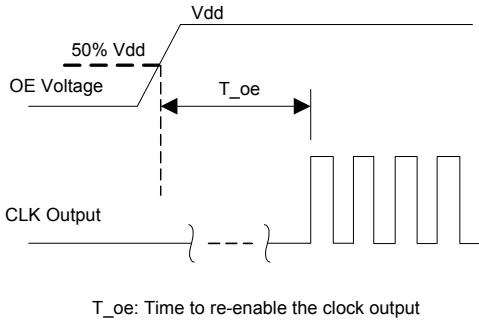 Vdd
50% Vdd
OE Voltage
T_oe
CLK Output
T_oe: Time to re-enable the clock output